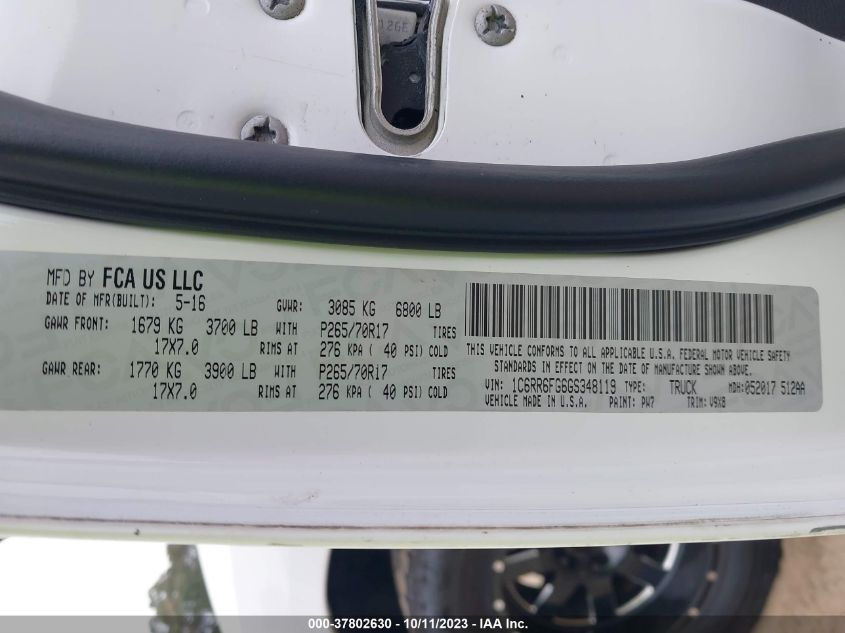 MFD BY FCA US LLC
DATE OF MFR(BUILT): 5-16 GVWR: 3085 KG 6800 LB
GAWR FRONT: 1679 KG 3700 LB WITH P265/70R17 TIRES
17X7.0 RIMS AT 276 KPA ( 40 PSI) COLD
GAWR REAR: 1770 KG 3900 LB WITH P265/70R17 TIRES
17X7.0 RIMS AT 276 KPA ( 40 PSI) COLD
THIS VEHICLE CONFORMS TO ALL APPLICABLE U.S.A. FEDERAL MOTOR VEHICLE SAFETY
STANDARDS IN EFFECT ON THE DATE OF MANUFACTURE SHOWN ABOVE.
VIN: 1C6RR6FG6GS348119 TYPE: TRUCK MDH:052017 512AA
VEHICLE MADE IN U.S.A. PAINT: PW7 TRIM: V9X8
000-37802630 - 10/11/2023 - IAA Inc.